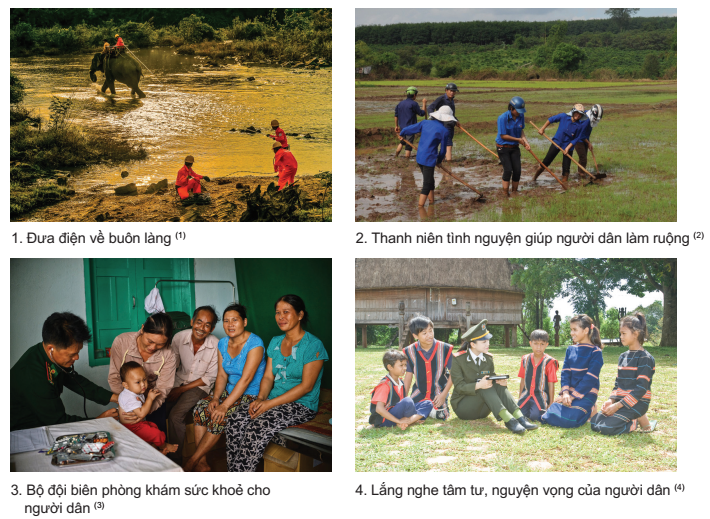 1. Đưa điện về buôn làng (1)
2. Thanh niên tình nguyện giúp người dân làm ruộng (2)
3. Bộ đội biên phòng khám sức khoẻ cho
người dân (3)
4. Lắng nghe tâm tư, nguyện vọng của người dân (4)